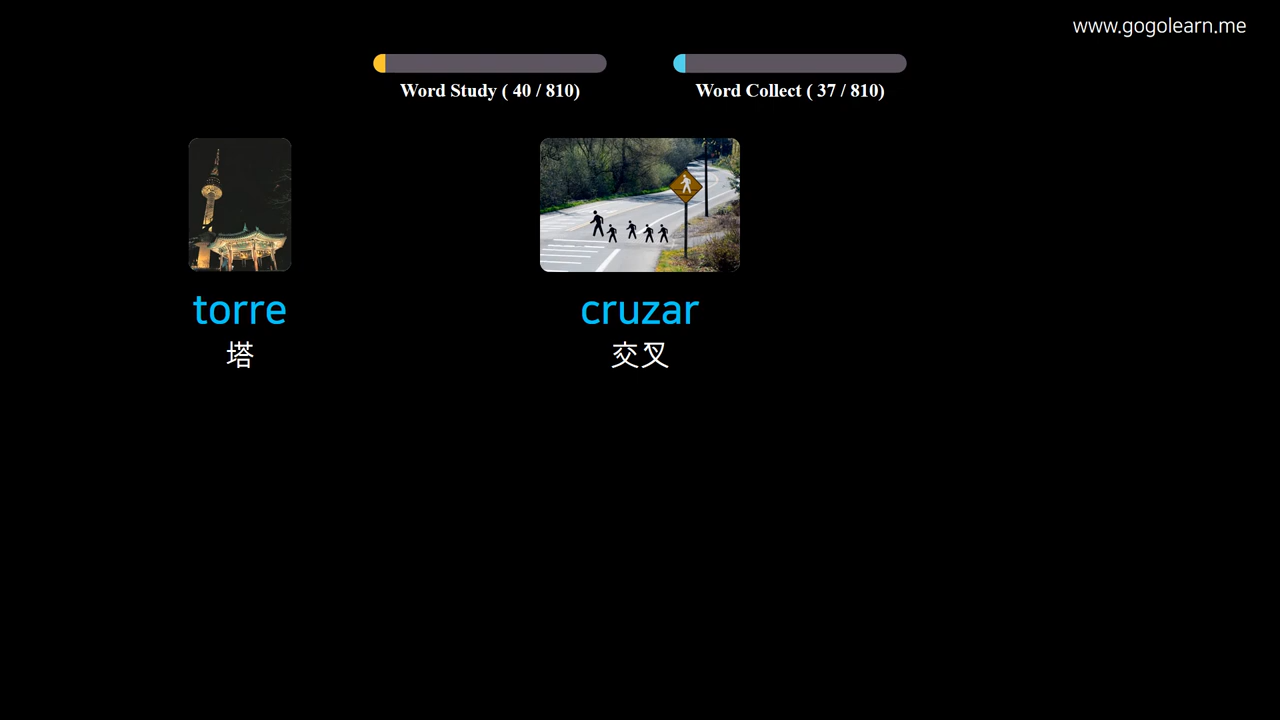 www.gogolearn.me
Word Study ( 40 / 810)
Word Collect ( 37 / 810)
torre
塔
cruzar
交叉